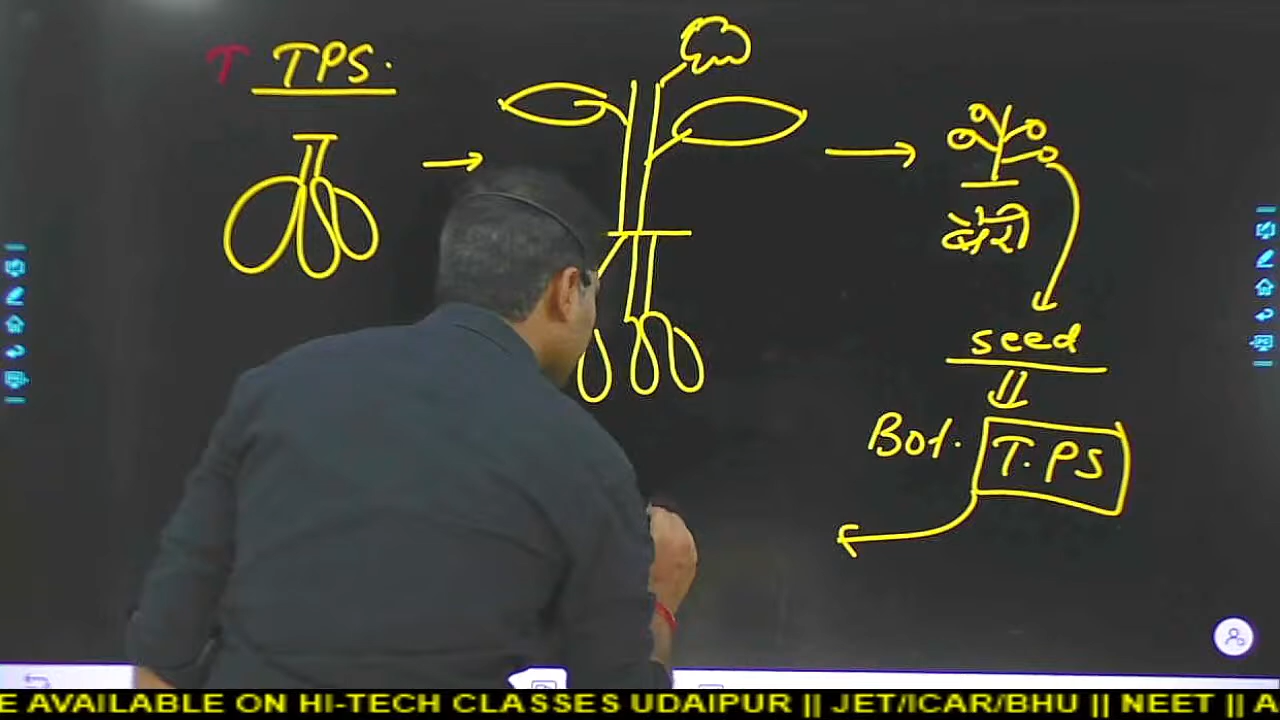 T TPS.
बेरी
seed
Bot. T.PS
E AVAILABLE ON HI-TECH CLASSES UDAIPUR || JET/ICAR/BHU || NEET || A